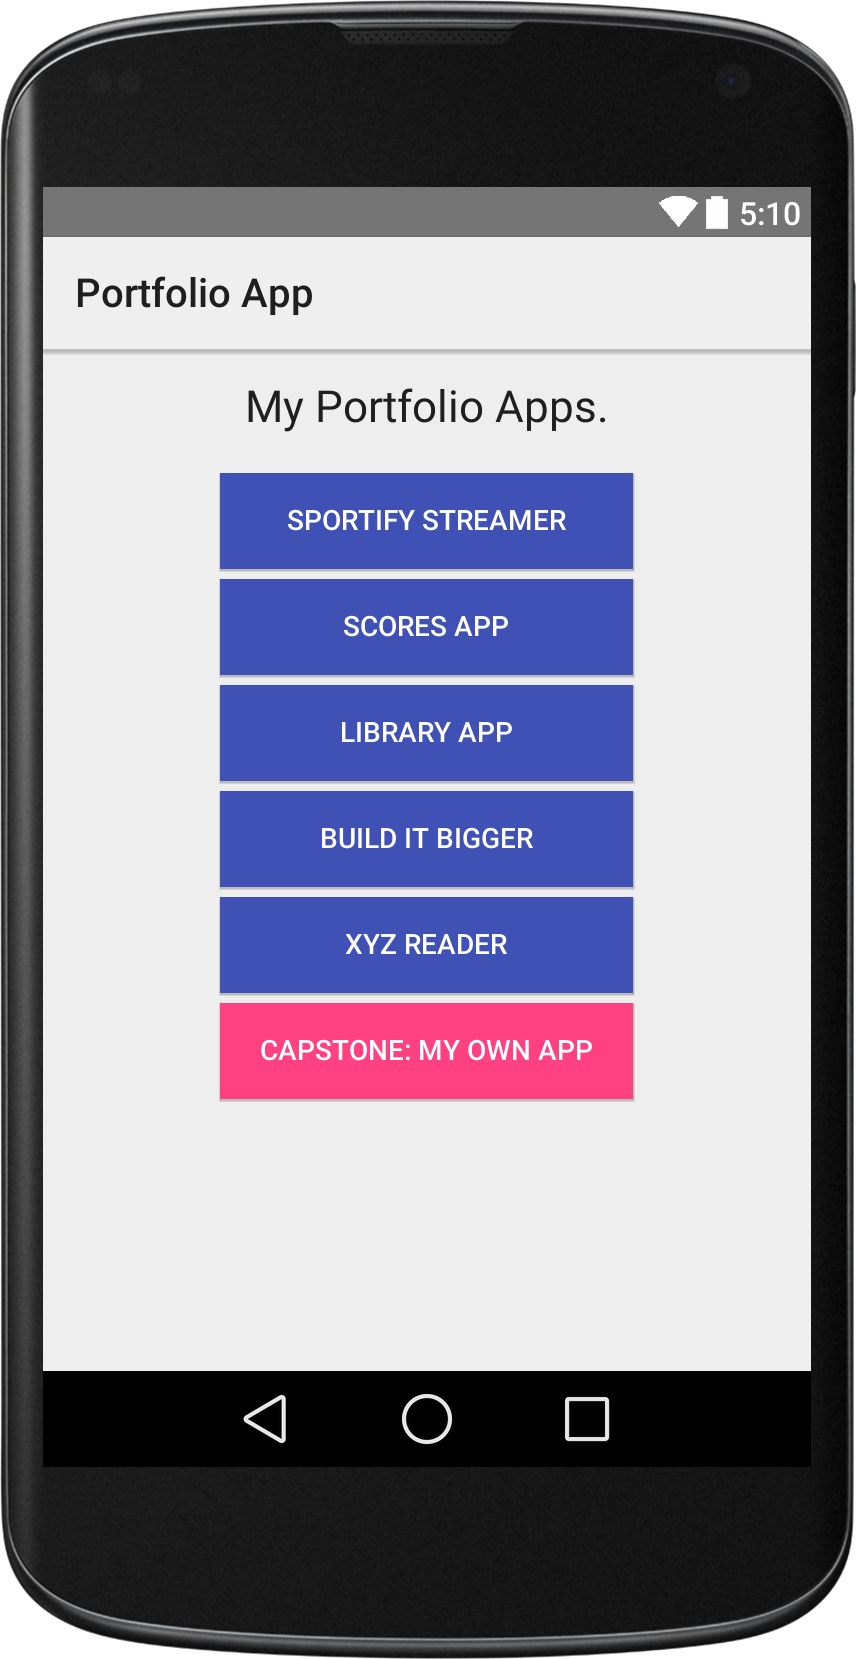 5:10
Portfolio App
My Portfolio Apps.
SPORTIFY STREAMER
SCORES APP
LIBRARY APP
BUILD IT BIGGER
XYZ READER
CAPSTONE: MY OWN APP